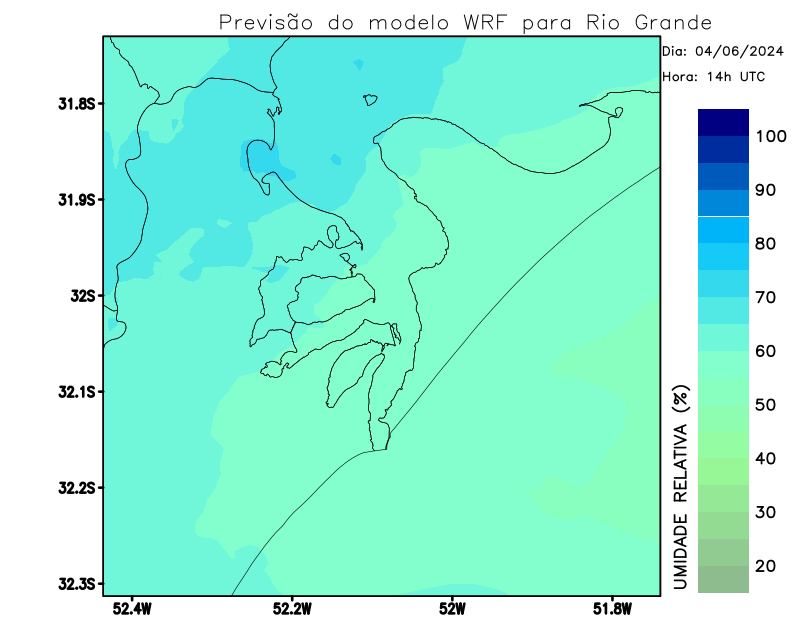 Previsão do modelo WRF para Rio Grande
Dia: 04/06/2024
Hora: 14h UTC
31.8S
31.9S
32S
32.1S
32.2S
32.3S
52.4W
52.2W
52W
51.8W
UMIDADE RELATIVA (%)
100
90
80
70
60
50
40
30
20